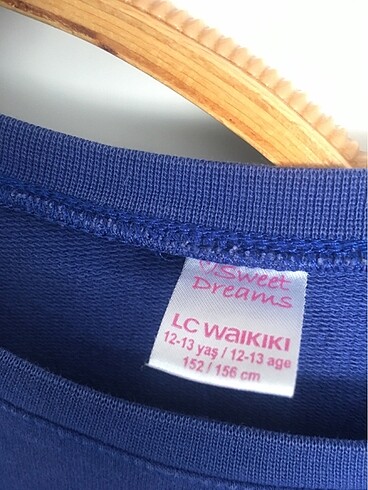 Sweet
Dreams
LC WAIKIKI
12-13 yaş / 12-13 age
152 / 156 cm